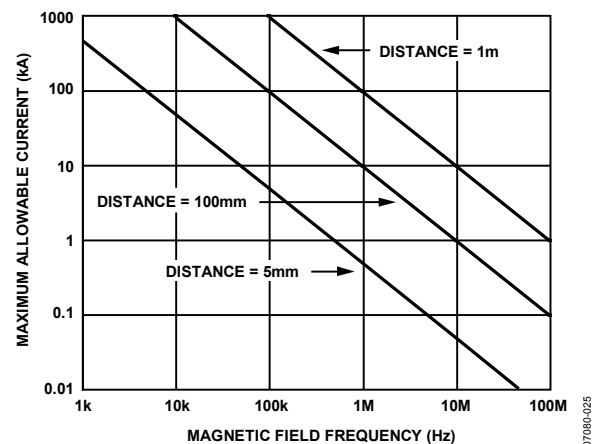 MAXIMUM ALLOWABLE CURRENT (kA)
1000
100
10
1
0.1
0.01
DISTANCE = 1m
DISTANCE = 100mm
DISTANCE = 5mm
1k 10k 100k 1M 10M 100M
MAGNETIC FIELD FREQUENCY (Hz)
07080-025